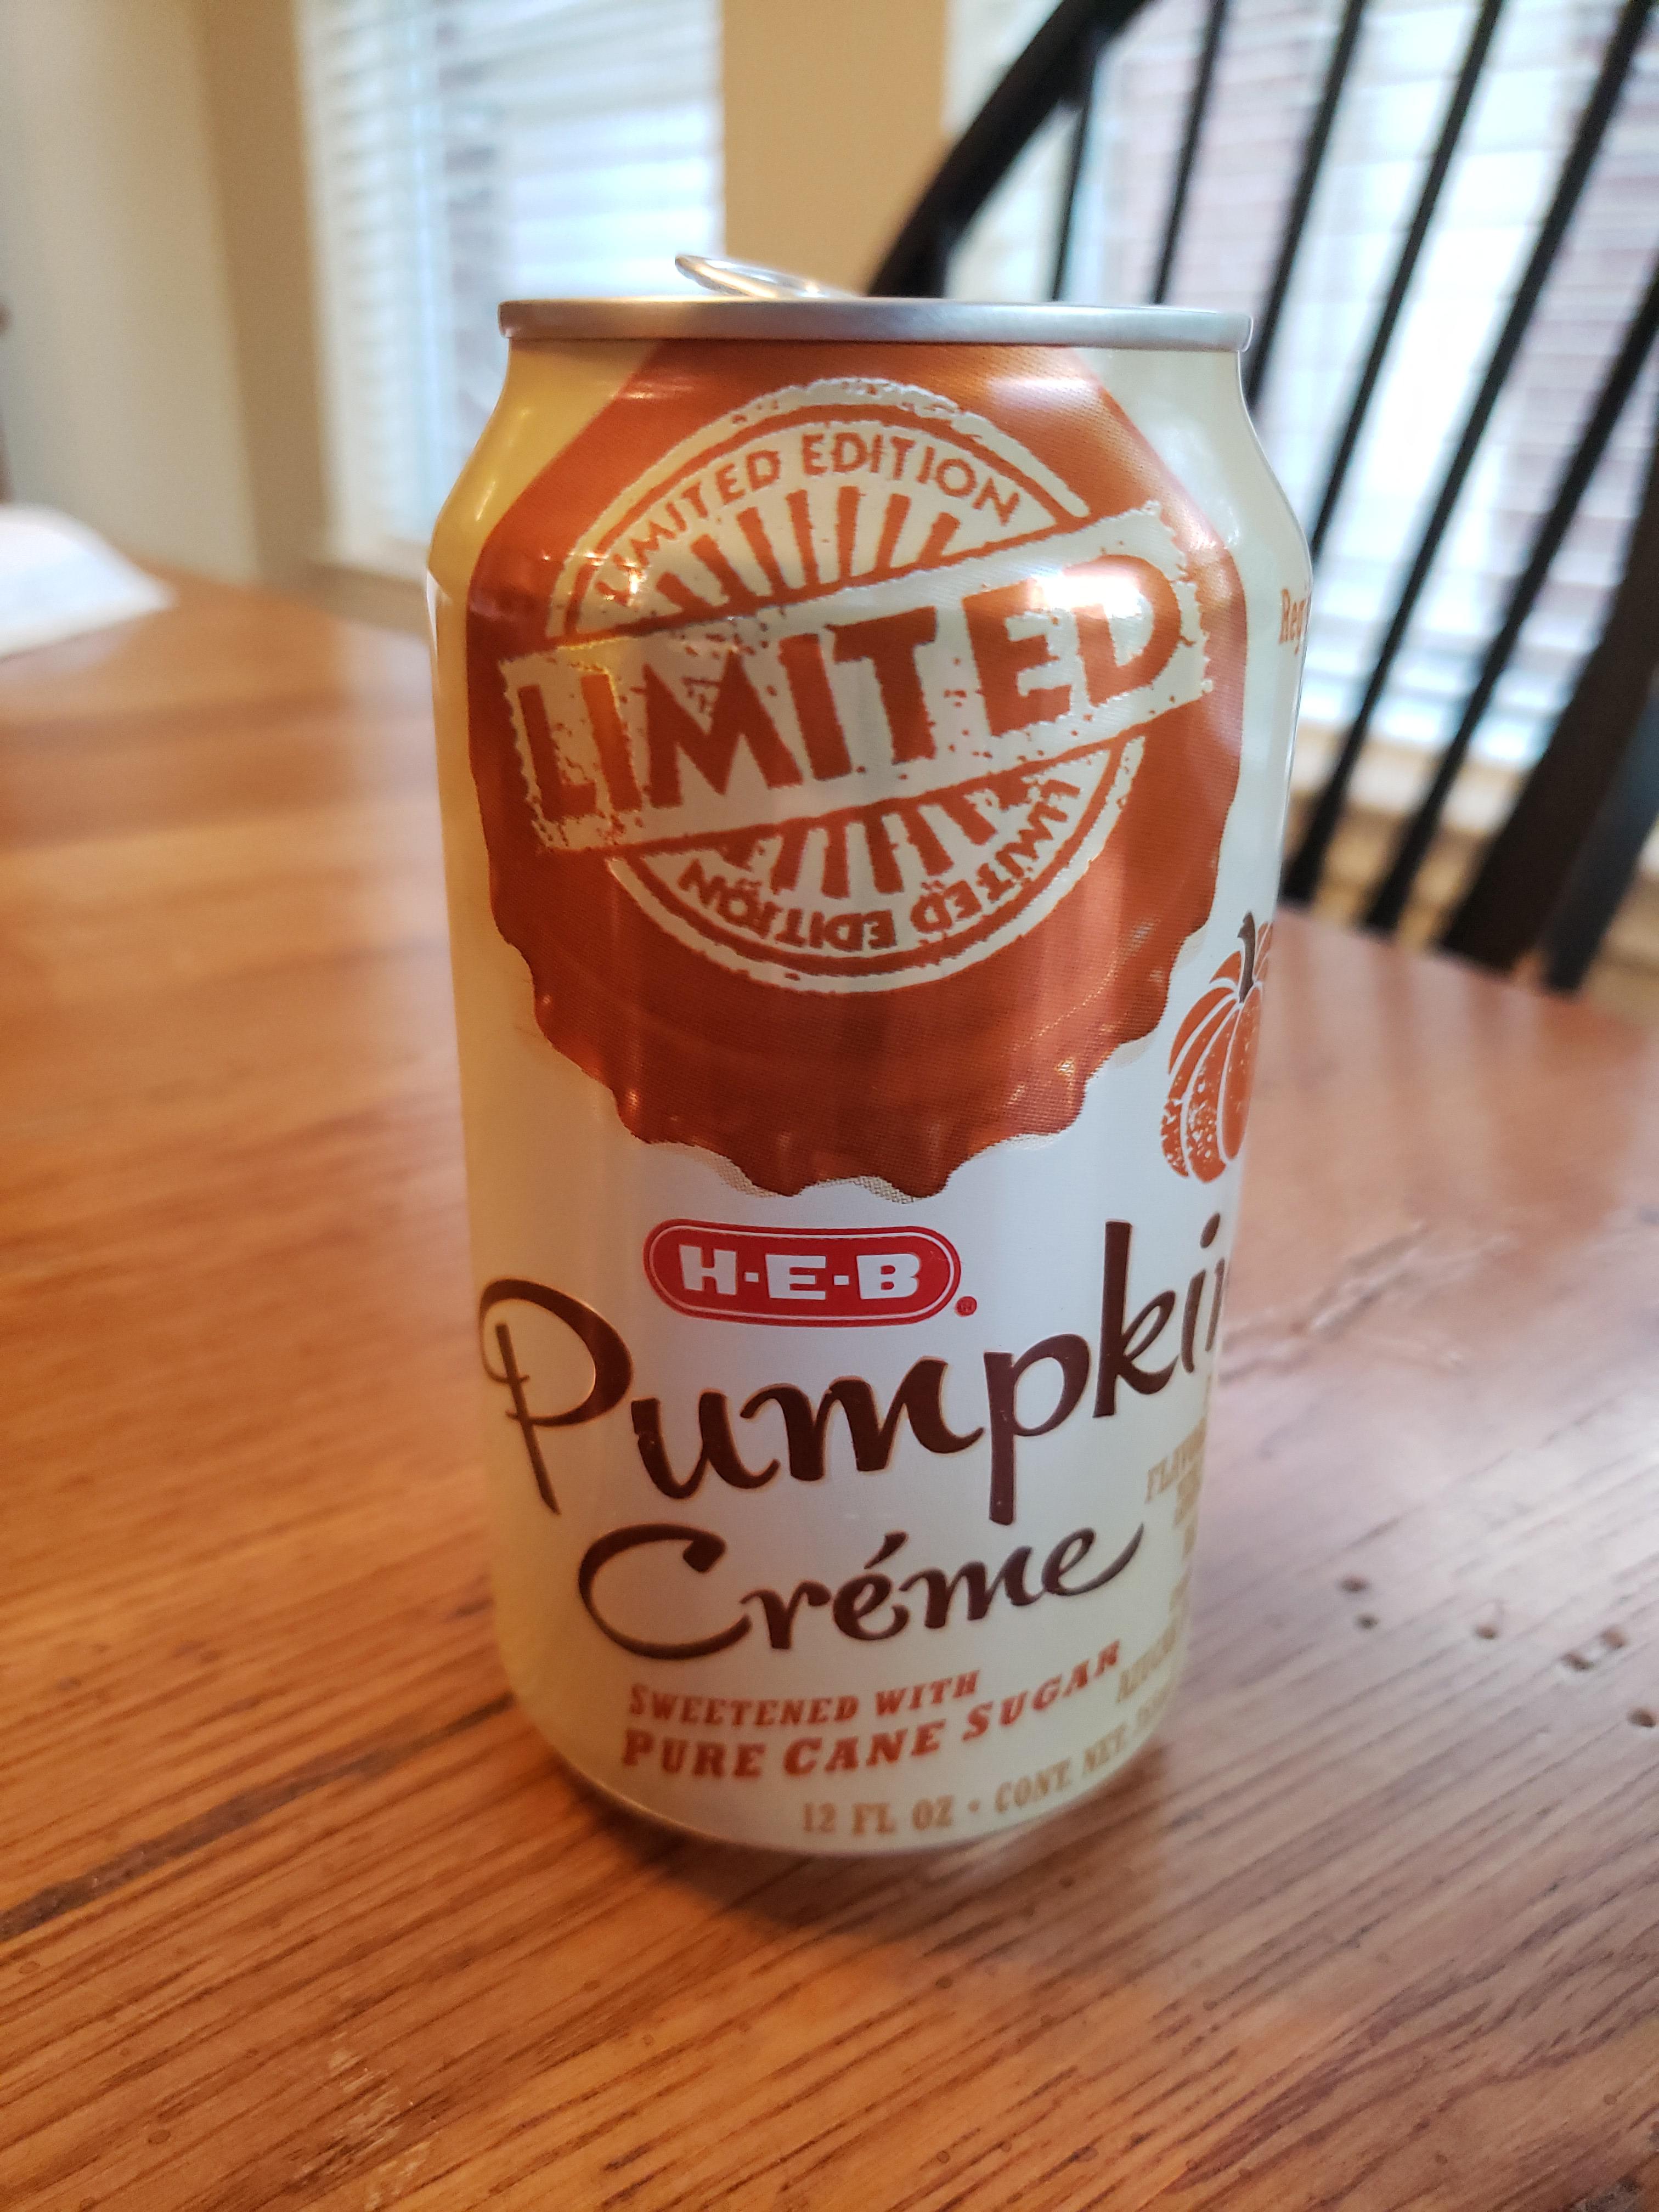 LIMITED EDITION
LIMITED
LIMITED EDITION
H-E-B®
Pumpkin
Créme
SWEETENED WITH
PURE CANE SUGAR
12 FL OZ • CONT. NET.